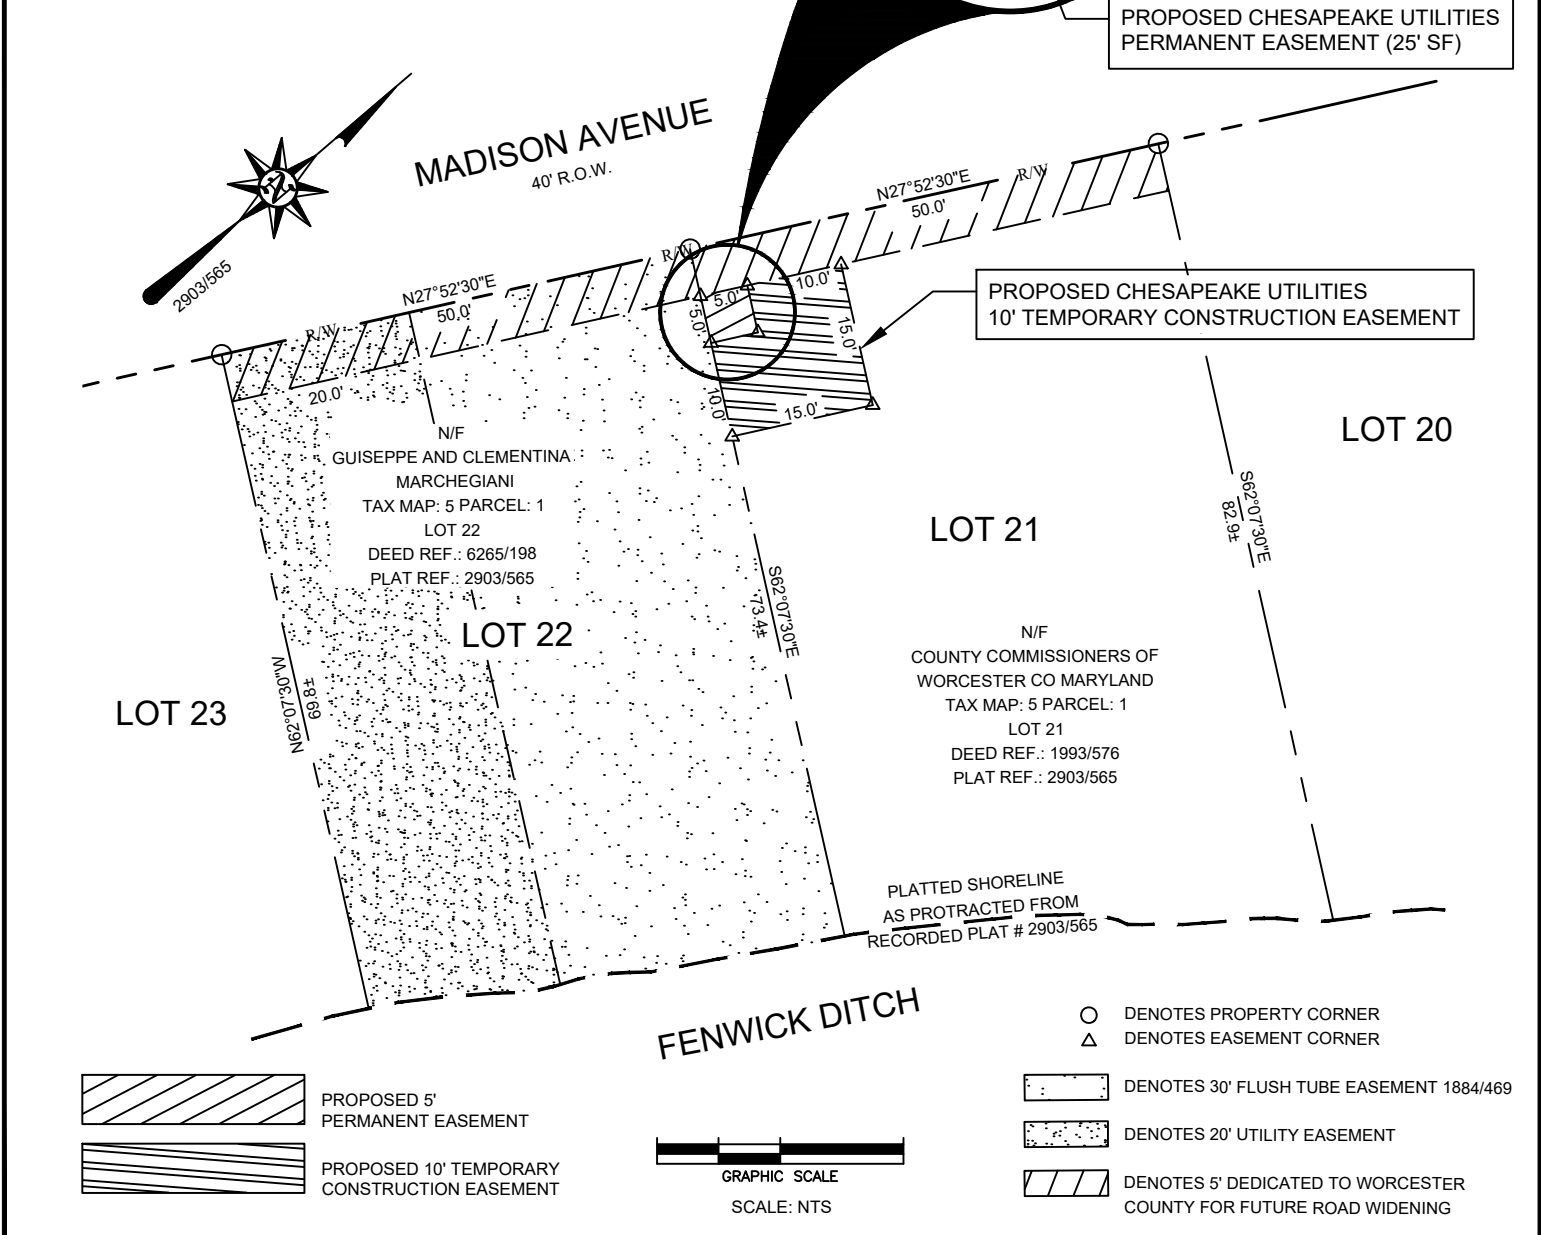 PROPOSED CHESAPEAKE UTILITIES
PERMANENT EASEMENT (25' SF)
MADISON AVENUE
40' R.O.W.
2903/565
N27°52'30"E
50.0'
R/W
R/W
N27°52'30"E
50.0'
R/W
20.0'
5.0'
5.0'
10.0'
15.0'
10.0'
15.0'
PROPOSED CHESAPEAKE UTILITIES
10' TEMPORARY CONSTRUCTION EASEMENT
N/F
GUISEPPE AND CLEMENTINA
MARCHEGIANI
TAX MAP: 5 PARCEL: 1
LOT 22
DEED REF.: 6265/198
PLAT REF.: 2903/565
LOT 22
LOT 20
LOT 21
S62°07'30"E
82.9±
S62°07'30"E
73.4±
N/F
COUNTY COMMISSIONERS OF
WORCESTER CO MARYLAND
TAX MAP: 5 PARCEL: 1
LOT 21
DEED REF.: 1993/576
PLAT REF.: 2903/565
LOT 23
N62°07'30"W
69.8±
PLATTED SHORELINE
AS PROTRACTED FROM
RECORDED PLAT # 2903/565
FENWICK DITCH
DENOTES PROPERTY CORNER
DENOTES EASEMENT CORNER
DENOTES 30' FLUSH TUBE EASEMENT 1884/469
DENOTES 20' UTILITY EASEMENT
DENOTES 5' DEDICATED TO WORCESTER
COUNTY FOR FUTURE ROAD WIDENING
PROPOSED 5'
PERMANENT EASEMENT
PROPOSED 10' TEMPORARY
CONSTRUCTION EASEMENT
GRAPHIC SCALE
SCALE: NTS